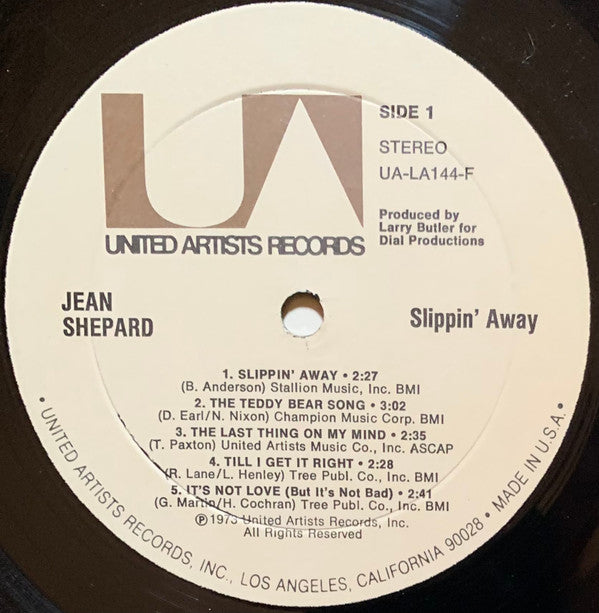 UA
UNITED ARTISTS RECORDS
SIDE 1
STEREO
UA-LA144-F
Produced by
Larry Butler for
Dial Productions
JEAN
SHEPARD
Slippin' Away
1. SLIPPIN' AWAY • 2:27
(B. Anderson) Stallion Music, Inc. BMI
2. THE TEDDY BEAR SONG • 3:02
(D. Earl/N. Nixon) Champion Music Corp. BMI
3. THE LAST THING ON MY MIND • 2:35
(T. Paxton) United Artists Music Co., Inc. ASCAP
4. TILL I GET IT RIGHT • 2:28
(R. Lane/L. Henley) Tree Publ. Co., Inc. BMI
5. IT'S NOT LOVE (But It's Not Bad) • 2:41
(G. Martin/H. Cochran) Tree Publ. Co., Inc. BMI
℗ 1973 United Artists Records, Inc.
All Rights Reserved
• UNITED ARTISTS RECORDS, INC., LOS ANGELES, CALIFORNIA 90028 • MADE IN U.S.A. •